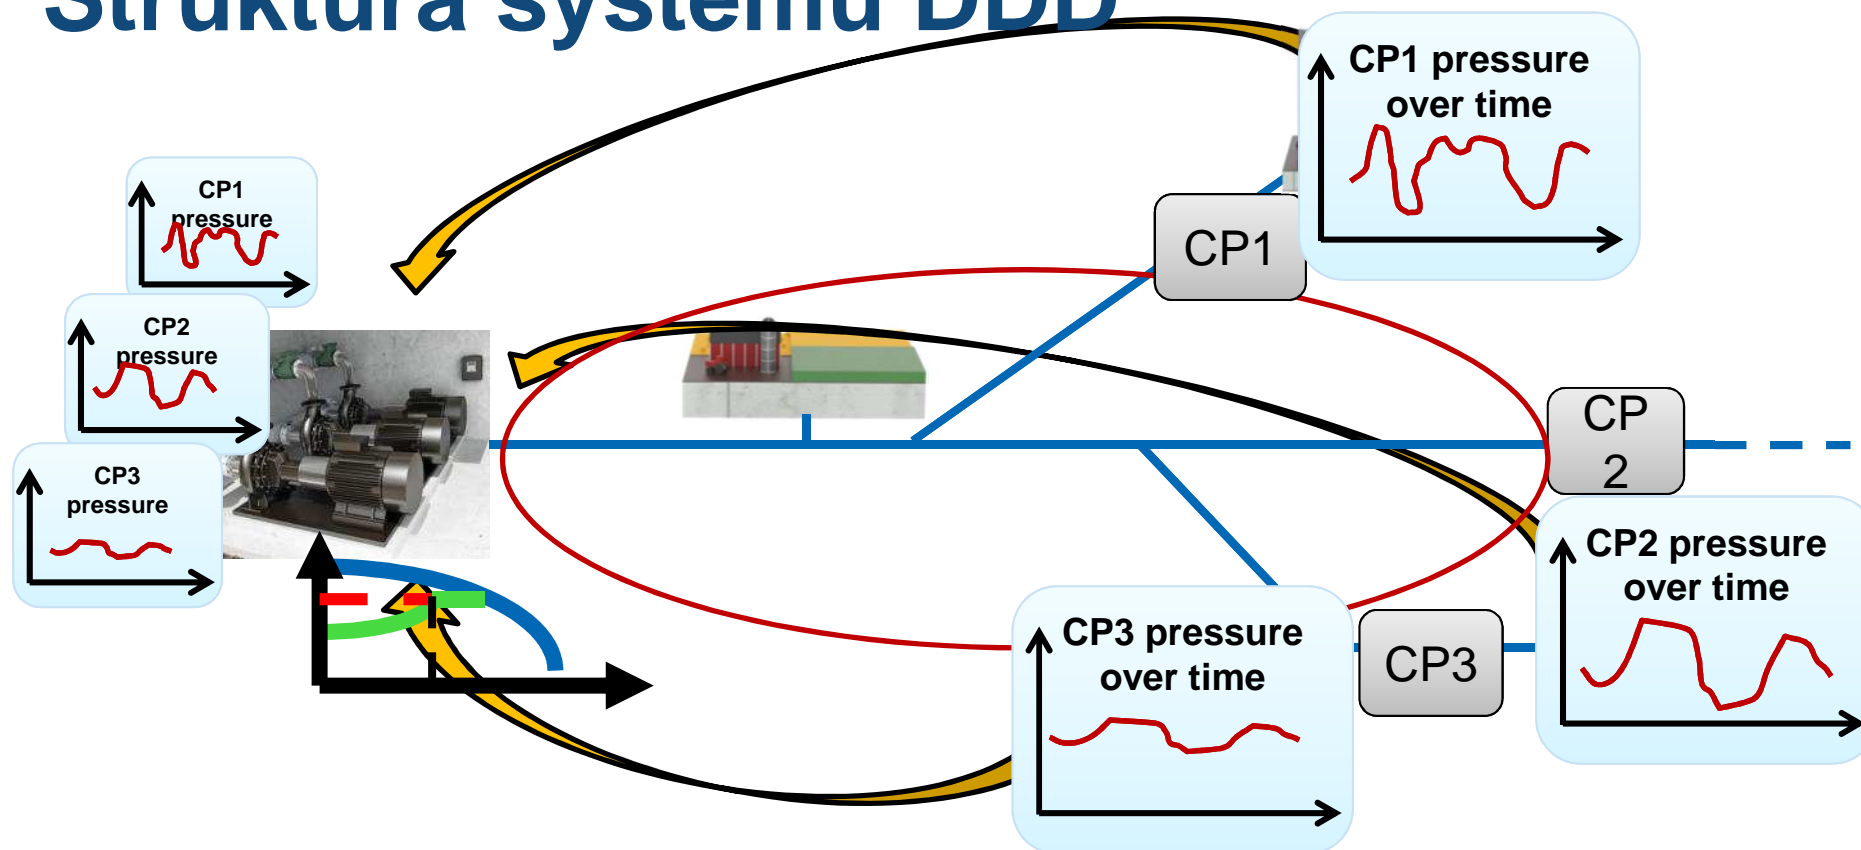 Struktura systemu DDD
CP1 pressure
over time
CP1
pressure
CP1
CP2
pressure
CP
2
CP3
pressure
CP2 pressure
over time
CP3 pressure
over time
CP3